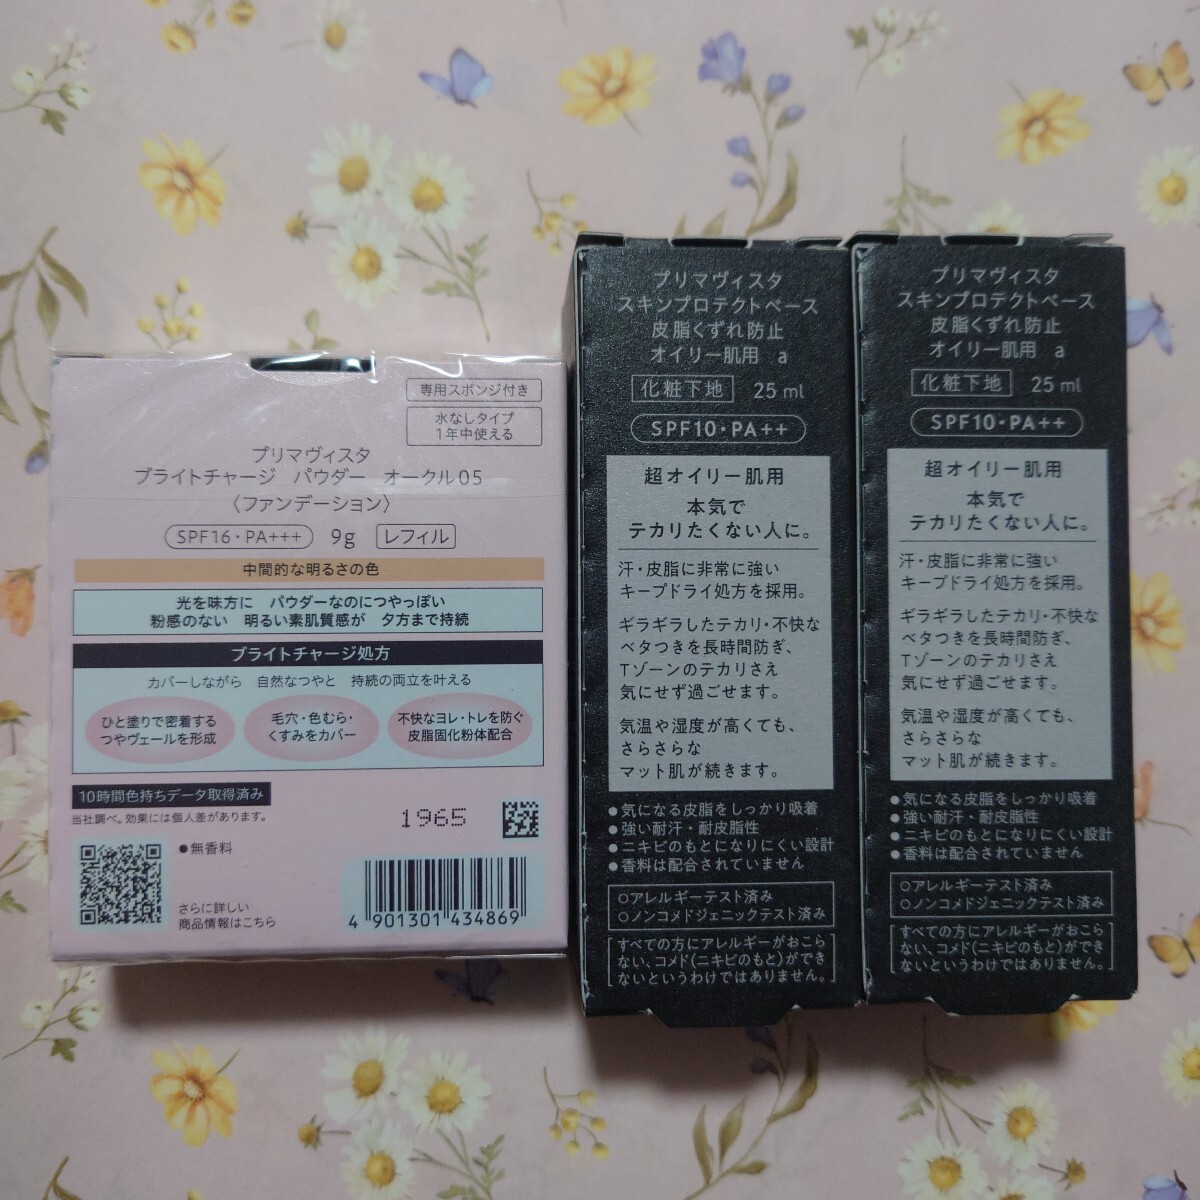 専用スポンジ付き
水なしタイプ
1年中使える
プリマヴィスタ
ブライトチャージ パウダー オークル05
〈ファンデーション〉
SPF16・PA+++ 9g レフィル
中間的な明るさの色
光を味方に パウダーなのにつやっぽい
粉感のない 明るい素肌質感が 夕方まで持続
ブライトチャージ処方
カバーしながら 自然なつやと 持続の両立を叶える
ひと塗りで密着する
つやヴェールを形成
毛穴・色むら・
くすみをカバー
不快なヨレ・トレを防ぐ
皮脂固化粉体配合
10時間色持ちデータ取得済み
当社調べ。効果には個人差があります。
1965
●無香料
さらに詳しい
商品情報はこちら
4 901301 434869
プリマヴィスタ
スキンプロテクトベース
皮脂くずれ防止
オイリー肌用 a
化粧下地 25ml
SPF10・PA++
超オイリー肌用
本気で
テカリたくない人に。
汗・皮脂に非常に強い
キープドライ処方を採用。
ギラギラしたテカリ・不快な
ベタつきを長時間防ぎ、
Tゾーンのテカリさえ
気にせず過ごせます。
気温や湿度が高くても、
さらさらな
マット肌が続きます。
●気になる皮脂をしっかり吸着
●強い耐汗・耐皮脂性
●ニキビのもとになりにくい設計
●香料は配合されていません
○アレルギーテスト済み
○ノンコメドジェニックテスト済み
[すべての方にアレルギーがおこら
ない、コメド(ニキビのもと)ができ
ないというわけではありません。]
プリマヴィスタ
スキンプロテクトベース
皮脂くずれ防止
オイリー肌用 a
化粧下地 25ml
SPF10・PA++
超オイリー肌用
本気で
テカリたくない人に。
汗・皮脂に非常に強い
キープドライ処方を採用。
ギラギラしたテカリ・不快な
ベタつきを長時間防ぎ、
Tゾーンのテカリさえ
気にせず過ごせます。
気温や湿度が高くても、
さらさらな
マット肌が続きます。
●気になる皮脂をしっかり吸着
●強い耐汗・耐皮脂性
●ニキビのもとになりにくい設計
●香料は配合されていません
○アレルギーテスト済み
○ノンコメドジェニックテスト済み
[すべての方にアレルギーがおこら
ない、コメド(ニキビのもと)ができ
ないというわけではありません。]